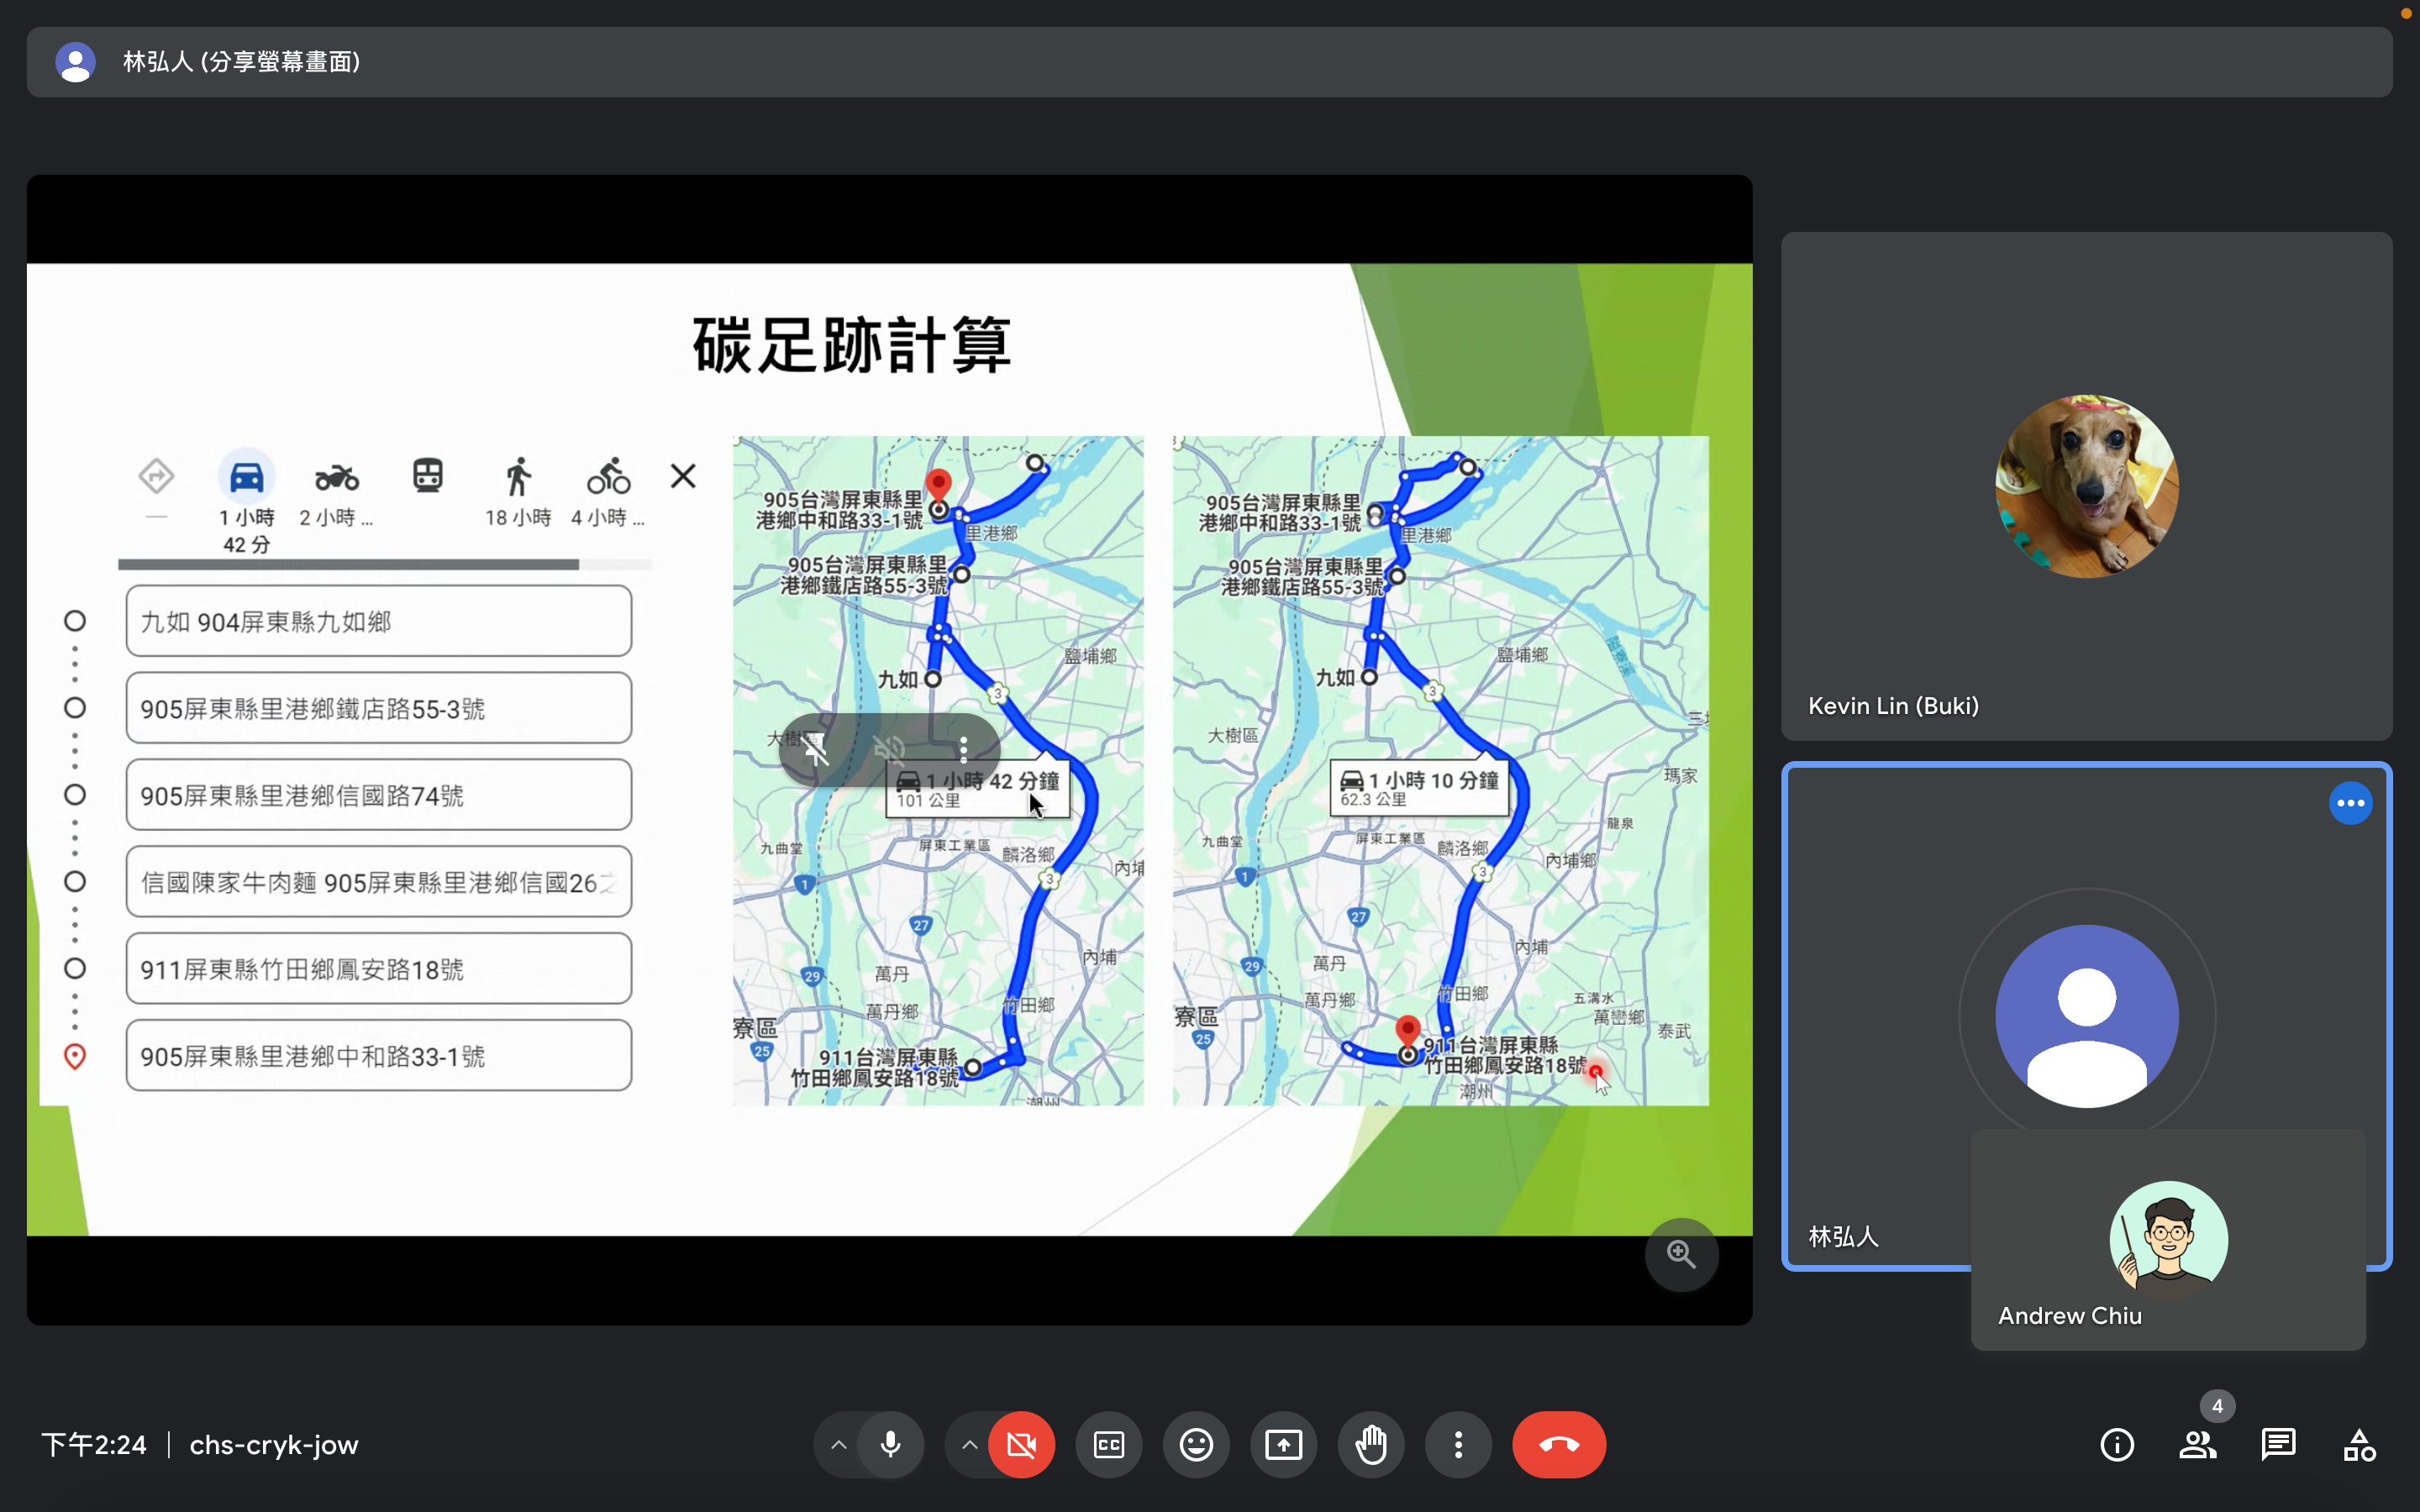 林弘人 (分享螢幕畫面)
碳足跡計算
1 小時
42 分
2 小時 ...
18 小時
4 小時 ...
九如 904屏東縣九如鄉
905屏東縣里港鄉鐵店路55-3號
905屏東縣里港鄉信國路74號
信國陳家牛肉麵 905屏東縣里港鄉信國26
911屏東縣竹田鄉鳳安路18號
905屏東縣里港鄉中和路33-1號
905台灣屏東縣里
港鄉中和路33-1號
里港鄉
905台灣屏東縣里
港鄉鐵店路55-3號
鹽埔鄉
九如
3
大樹
1 小時 42 分鐘
101 公里
九曲堂
屏東工業區
麟洛鄉
內埔
1
3
27
29
萬丹
內埔
萬丹鄉
竹田鄉
寮區
25
911台灣屏東縣
竹田鄉鳳安路18號
潮州
905台灣屏東縣里
港鄉中和路33-1號
里港鄉
905台灣屏東縣里
港鄉鐵店路55-3號
鹽埔鄉
九如
3
大樹區
瑪家
1 小時 10 分鐘
62.3 公里
龍泉
九曲堂
屏東工業區
麟洛鄉
內埔鄉
1
3
27
29
萬丹
內埔
萬丹鄉
竹田鄉
五溝水
萬巒鄉
泰武
寮區
25
911台灣屏東縣
竹田鄉鳳安路18號
潮州
Kevin Lin (Buki)
林弘人
Andrew Chiu
下午2:24
chs-cryk-jow
CC
4